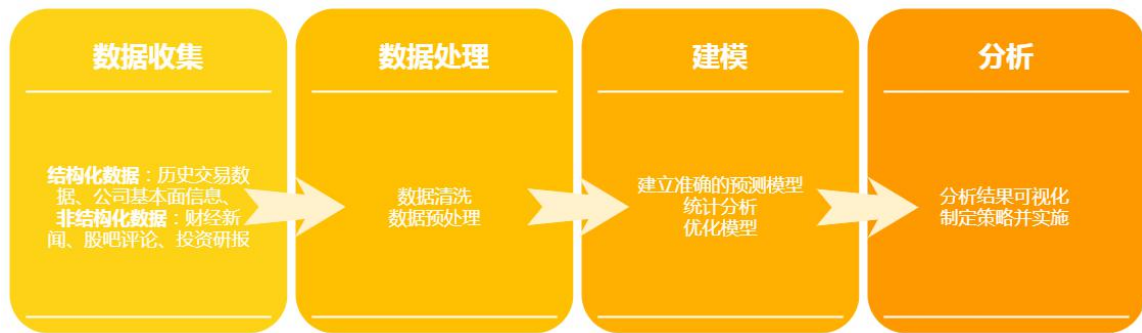 数据收集
结构化数据：历史交易数
据、公司基本面信息、
非结构化数据：财经新
闻、股吧评论、投资研报
数据处理
数据清洗
数据预处理
建模
建立准确的预测模型
统计分析
优化模型
分析
分析结果可视化
制定策略并实施